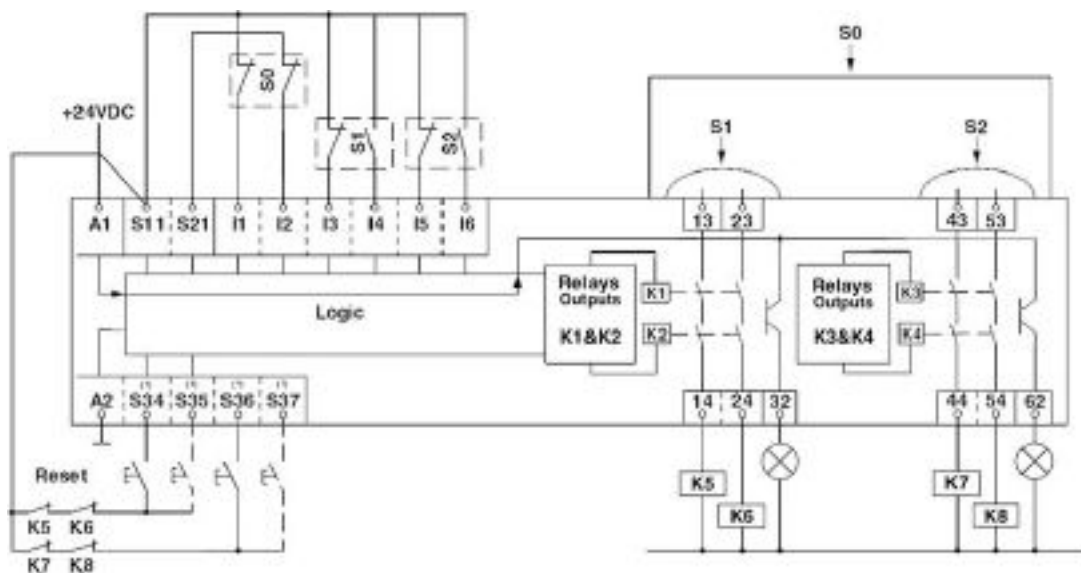 S0
S0
S1
S2
S1
S2
+24VDC
A1 S11 S21 I1 I2 I3 I4 I5 I6
13 23
43 53
Relays
Outputs
K1&K2
K1
K2
Relays
Outputs
K3&K4
K3
K4
Logic
A2 S34 S35 S36 S37
14 24 32
44 54 62
Reset
K5 K6
K7 K8
K5
K6
K7
K8